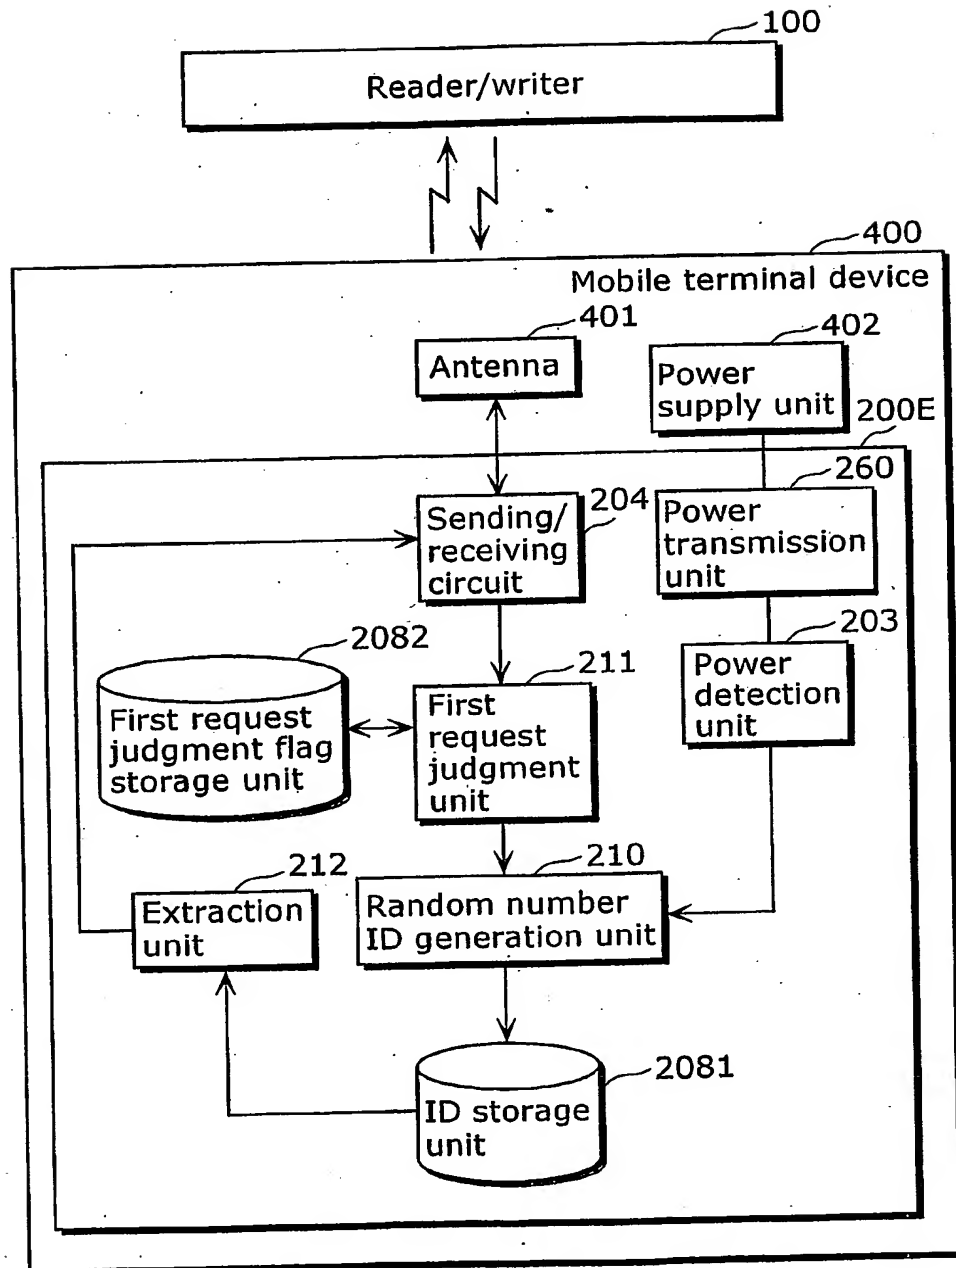 100
Reader/writer
400
Mobile terminal device
401
Antenna
402
Power
supply unit
200E
204
Sending/
receiving
circuit
260
Power
transmission
unit
2082
First request
judgment flag
storage unit
211
First
request
judgment
unit
203
Power
detection
unit
212
Extraction
unit
210
Random number
ID generation unit
2081
ID storage
unit